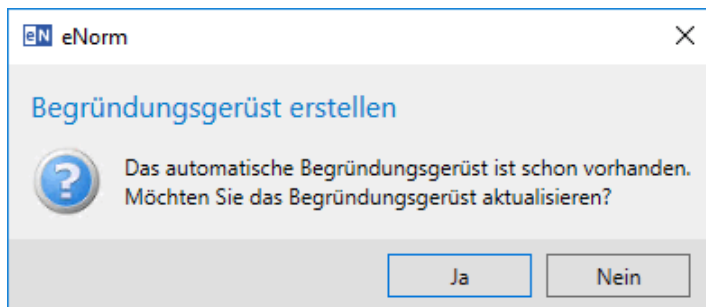 eN eNorm
Begründungsgerüst erstellen
Das automatische Begründungsgerüst ist schon vorhanden.
Möchten Sie das Begründungsgerüst aktualisieren?
Ja Nein